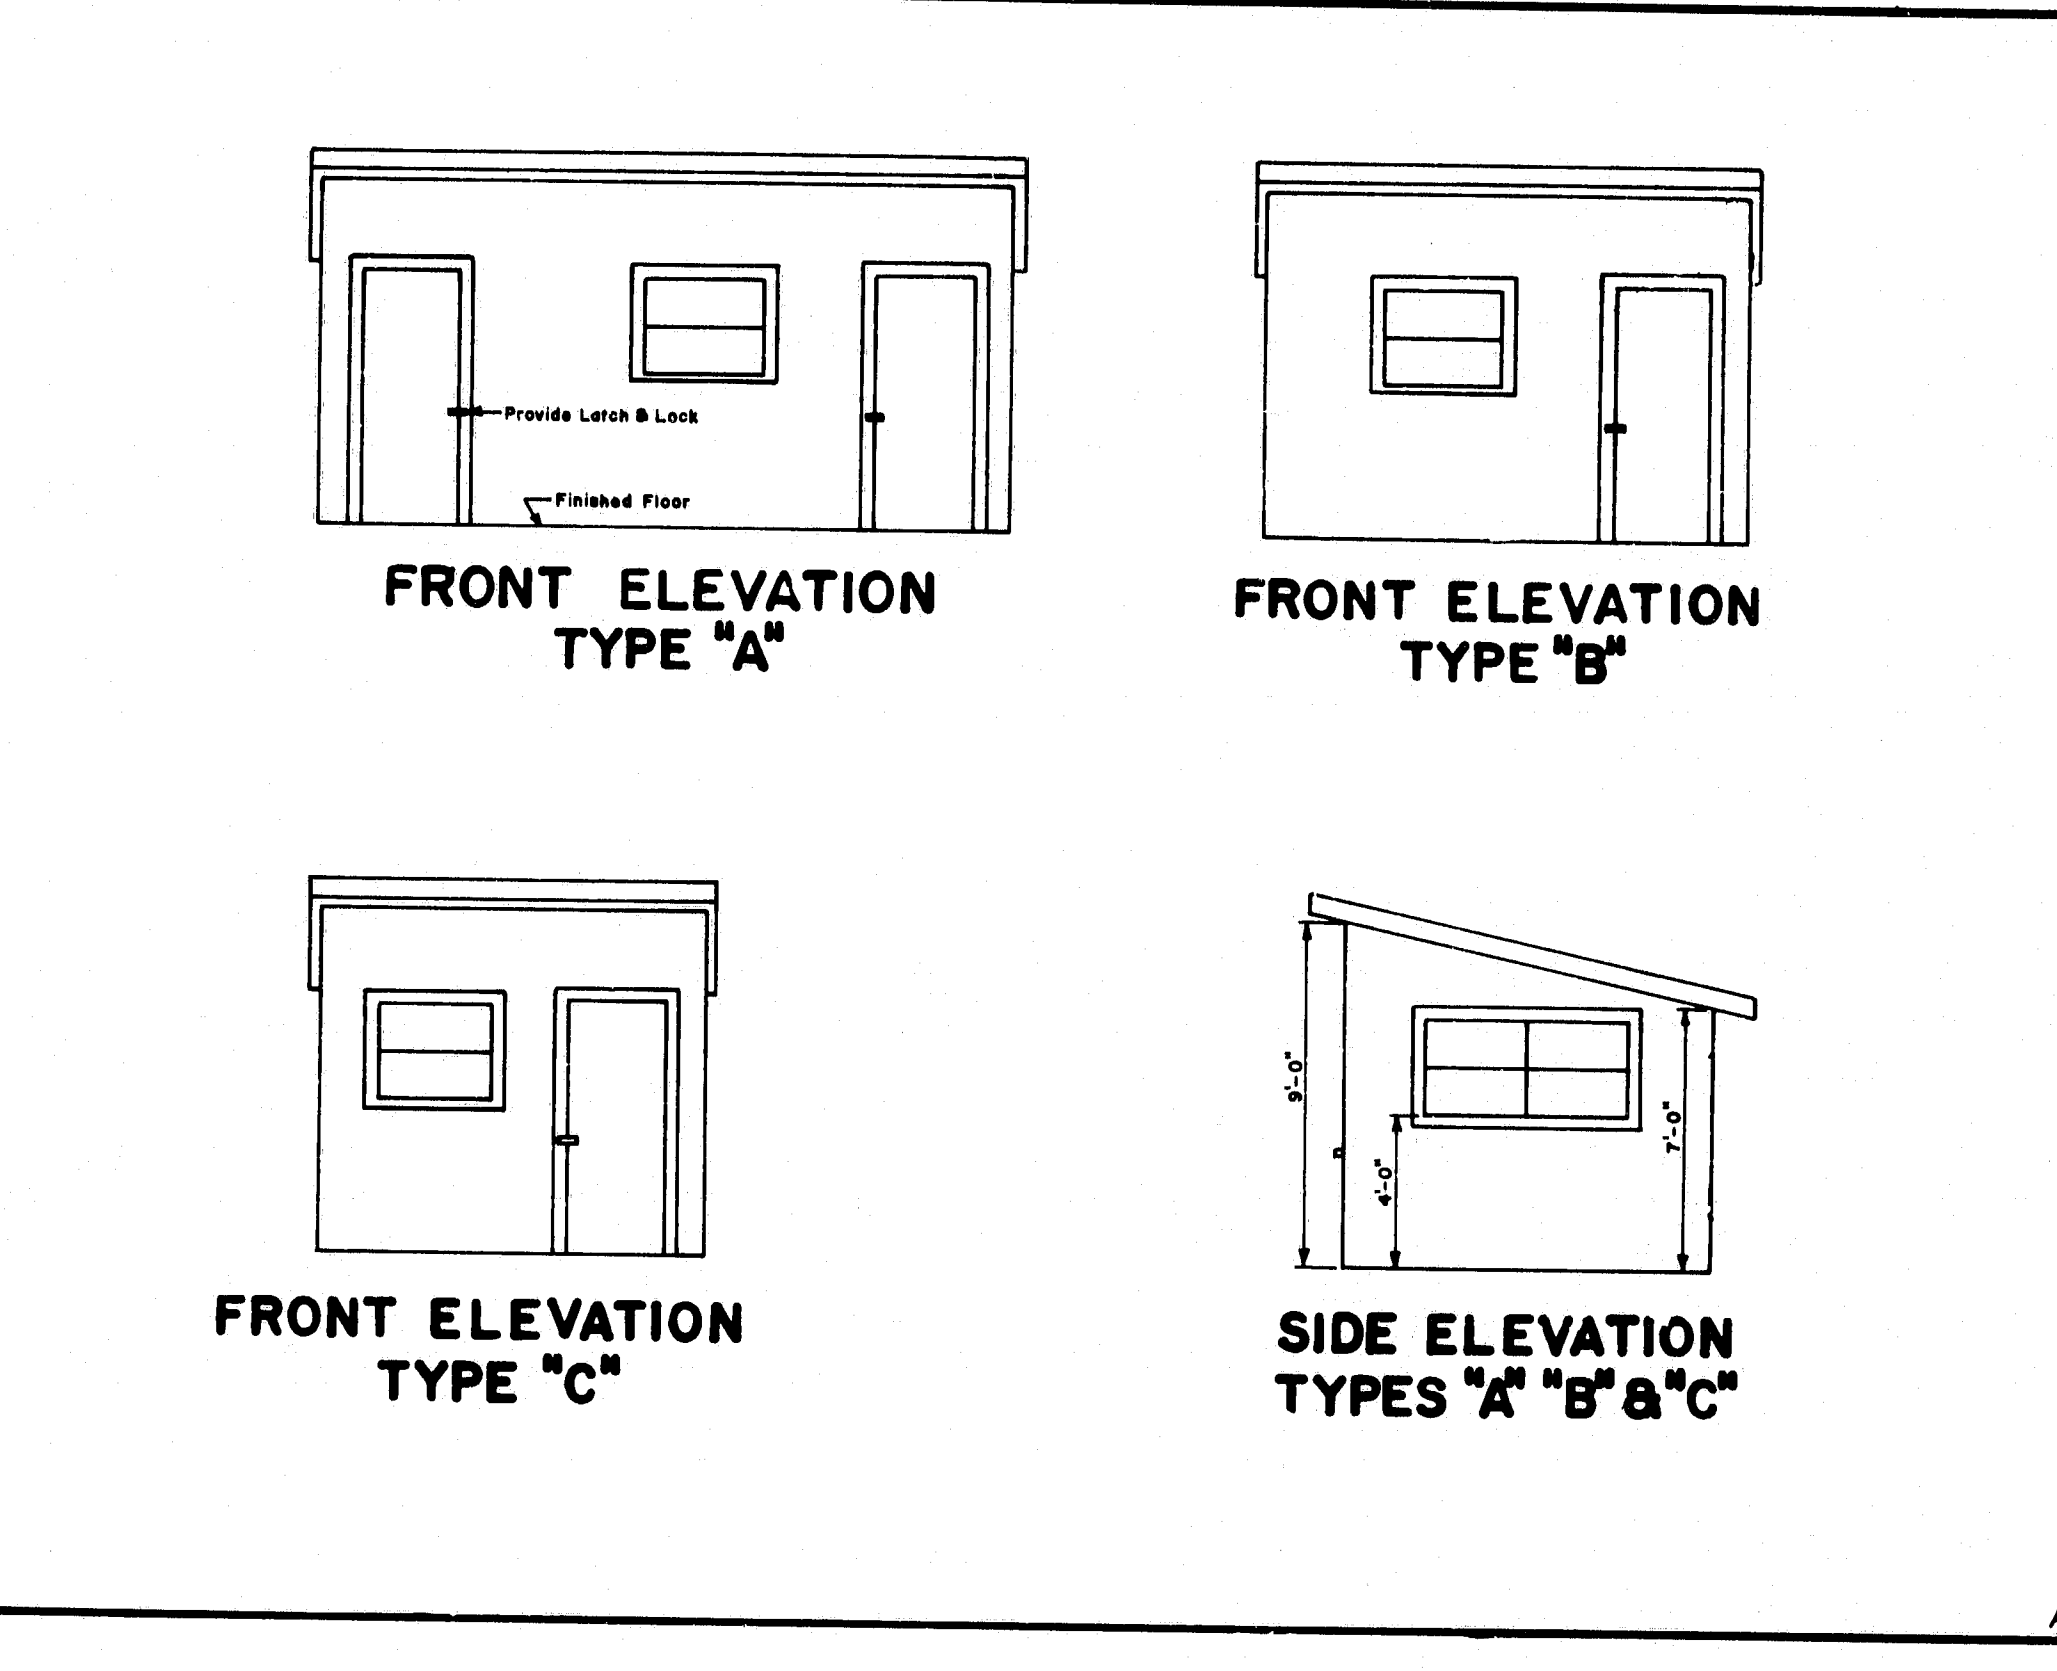 Provide Latch & Lock
Finished Floor
FRONT ELEVATION
TYPE "A"
FRONT ELEVATION
TYPE "B"
FRONT ELEVATION
TYPE "C"
9'-0"
4'-0"
7'-0"
SIDE ELEVATION
TYPES "A" "B" & "C"